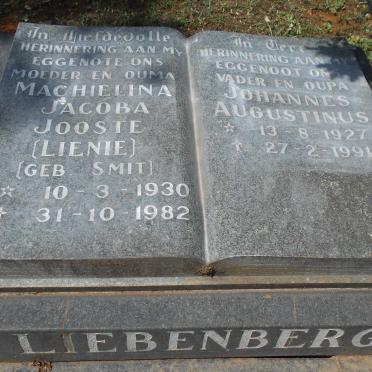 In Liefdevolle
HERINNERING AAN MY
EGGENOTE ONS
MOEDER EN OUMA
MACHIELINA
JACOBA
JOOSTE
(LIENIE)
(GEB SMIT)
☆ 10-3-1930
✝ 31-10-1982
In
HERINNERING AAN MY
EGGENOOT ONS
VADER EN OUPA
JOHANNES
AUGUSTINUS
☆ 13-8-1927
✝ 27-2-1991
LIEBENBERG